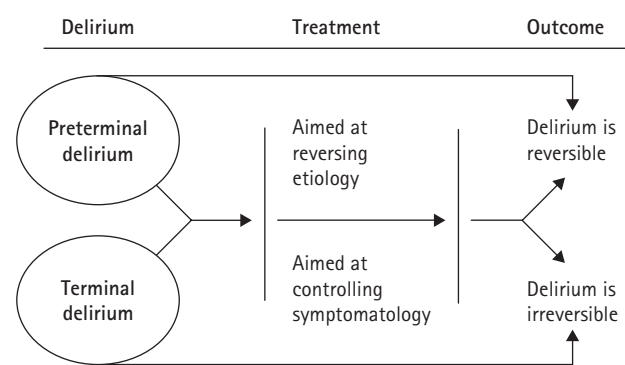 Delirium Treatment Outcome
Preterminal
delirium
Aimed at
reversing
etiology
Delirium is
reversible
Terminal
delirium
Aimed at
controlling
symptomatology
Delirium is
irreversible